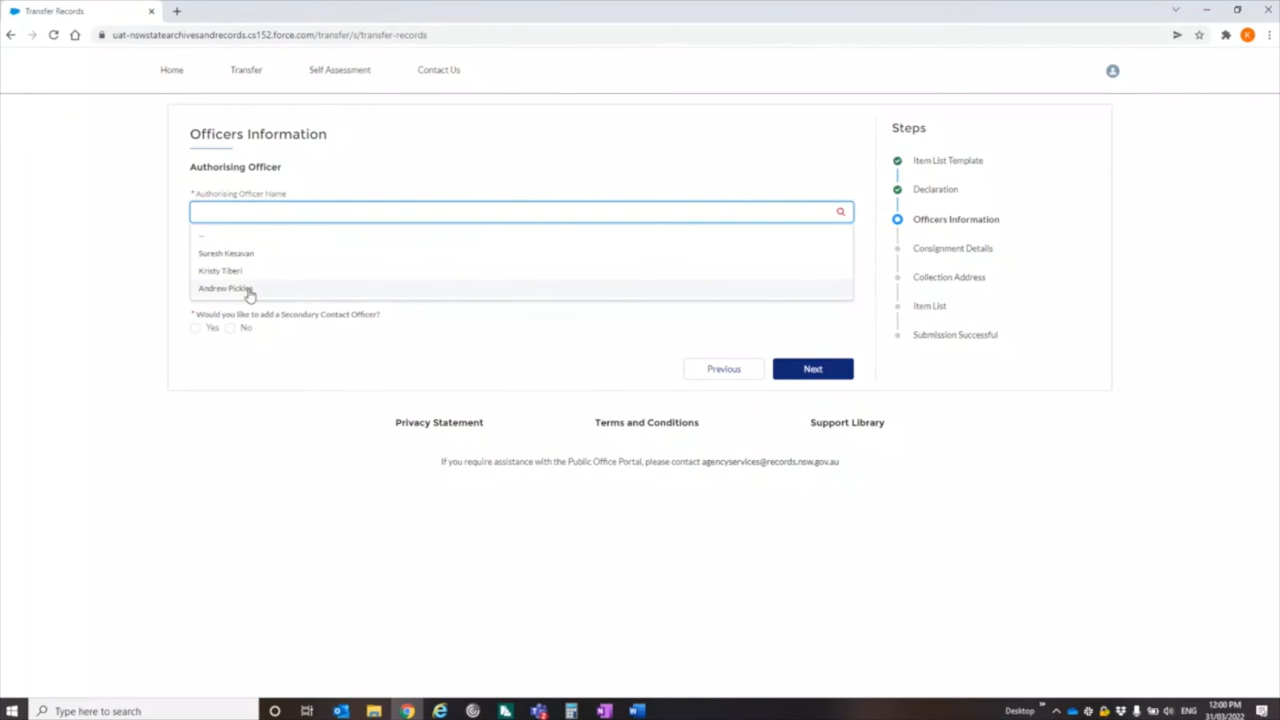 Transfer Records
uat-nswstatearchivesandrecords.cs152.force.com/transfer/s/transfer-records
Home
Transfer
Self Assessment
Contact Us
Officers Information
Authorising Officer
*Authorising Officer Name
--
Suresh Kesavan
Kristy Tiberi
Andrew Pickles
*Would you like to add a Secondary Contact Officer?
Yes
No
Previous
Next
Steps
Item List Template
Declaration
Officers Information
Consignment Details
Collection Address
Item List
Submission Successful
Privacy Statement
Terms and Conditions
Support Library
If you require assistance with the Public Office Portal, please contact agencyservices@records.nsw.gov.au
Type here to search
Desktop
ENG
12:00 PM
31/03/2022
K